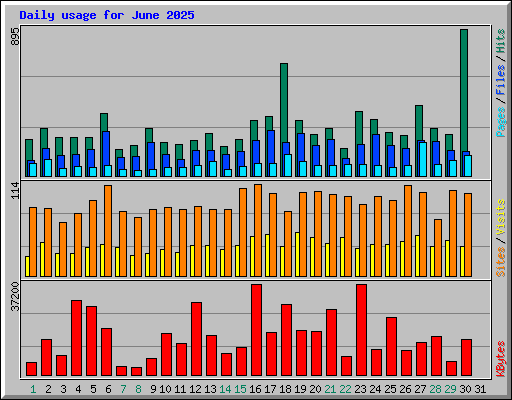 Daily usage for June 2025
895
114
37200
Pages / Files / Hits
Sites / Visits
KBytes
1 2 3 4 5 6 7 8 9 10 11 12 13 14 15 16 17 18 19 20 21 22 23 24 25 26 27 28 29 30 31